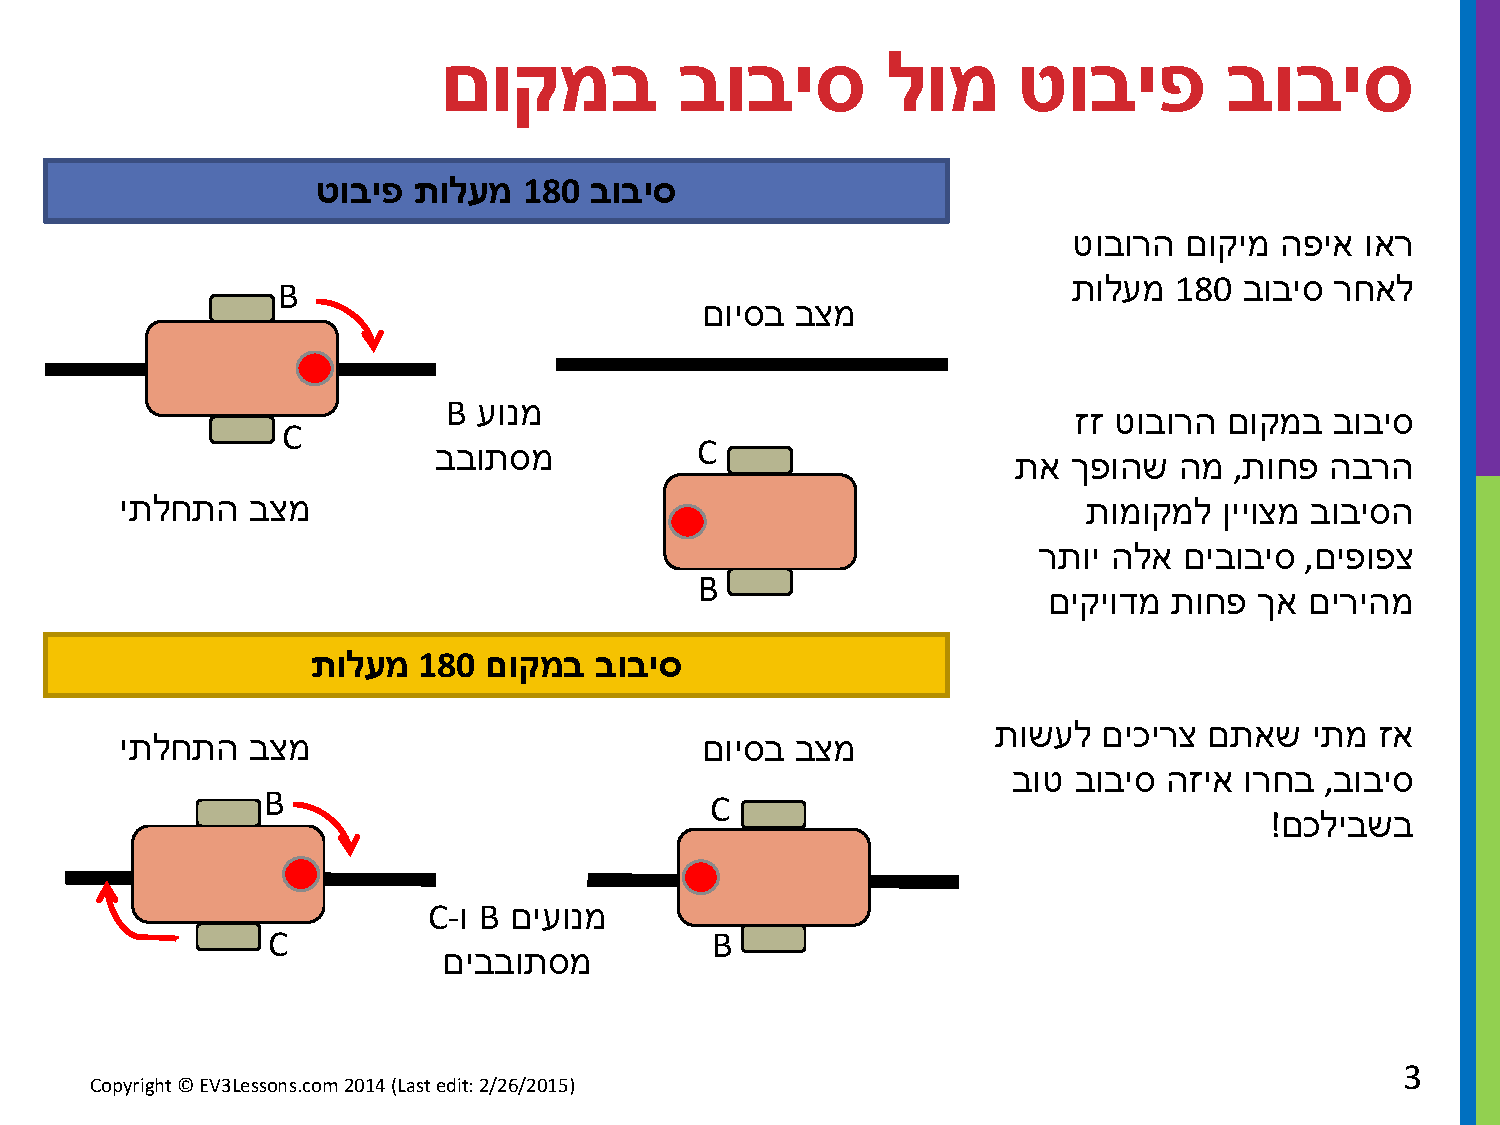 סיבוב פיבוט מול סיבוב במקום
סיבוב 180 מעלות פיבוט
ראו איפה מיקום הרובוט
לאחר סיבוב 180 מעלות
סיבוב במקום הרובוט זז
הרבה פחות, מה שהופך את
הסיבוב מצויין למקומות
צפופים, סיבובים אלה יותר
מהירים אך פחות מדויקים
אז מתי שאתם צריכים לעשות
סיבוב, בחרו איזה סיבוב טוב
בשבילכם!
B
מצב בסיום
מנוע B
מסתובב
C
C
מצב התחלתי
B
סיבוב במקום 180 מעלות
מצב התחלתי
מצב בסיום
B
C
מנועים B ו-C
מסתובבים
C
B
Copyright © EV3Lessons.com 2014 (Last edit: 2/26/2015)
3